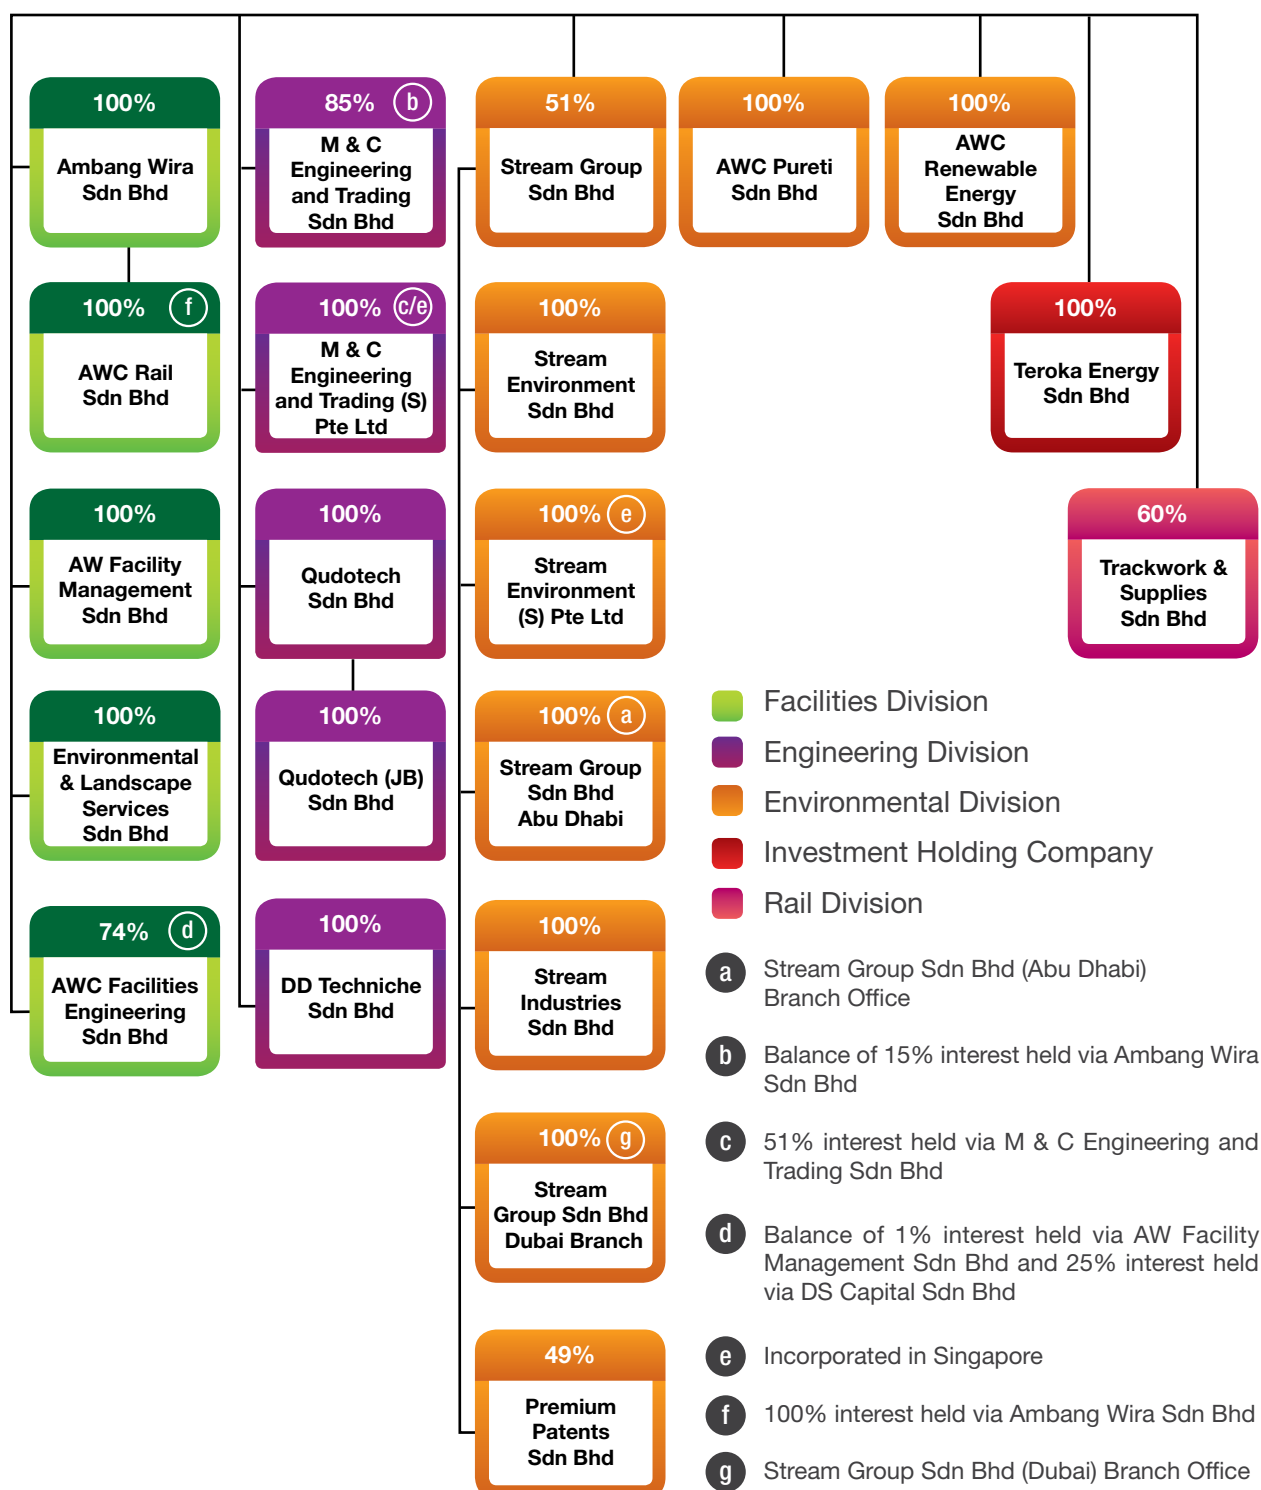 100%
Ambang Wira
Sdn Bhd
85% b
M & C
Engineering
and Trading
Sdn Bhd
51%
Stream Group
Sdn Bhd
100%
AWC Pureti
Sdn Bhd
100%
AWC
Renewable
Energy
Sdn Bhd
100% f
AWC Rail
Sdn Bhd
100% c/e
M & C
Engineering
and Trading (S)
Pte Ltd
100%
Stream
Environment
Sdn Bhd
100%
Teroka Energy
Sdn Bhd
100%
AW Facility
Management
Sdn Bhd
100%
Qudotech
Sdn Bhd
100% e
Stream
Environment
(S) Pte Ltd
60%
Trackwork &
Supplies
Sdn Bhd
100%
Environmental
& Landscape
Services
Sdn Bhd
100%
Qudotech (JB)
Sdn Bhd
100% a
Stream Group
Sdn Bhd
Abu Dhabi
74% d
AWC Facilities
Engineering
Sdn Bhd
100%
DD Techniche
Sdn Bhd
100%
Stream
Industries
Sdn Bhd
100% g
Stream
Group Sdn Bhd
Dubai Branch
49%
Premium
Patents
Sdn Bhd
Facilities Division
Engineering Division
Environmental Division
Investment Holding Company
Rail Division
a Stream Group Sdn Bhd (Abu Dhabi)
Branch Office
b Balance of 15% interest held via Ambang Wira
Sdn Bhd
c 51% interest held via M & C Engineering and
Trading Sdn Bhd
d Balance of 1% interest held via AW Facility
Management Sdn Bhd and 25% interest held
via DS Capital Sdn Bhd
e Incorporated in Singapore
f 100% interest held via Ambang Wira Sdn Bhd
g Stream Group Sdn Bhd (Dubai) Branch Office